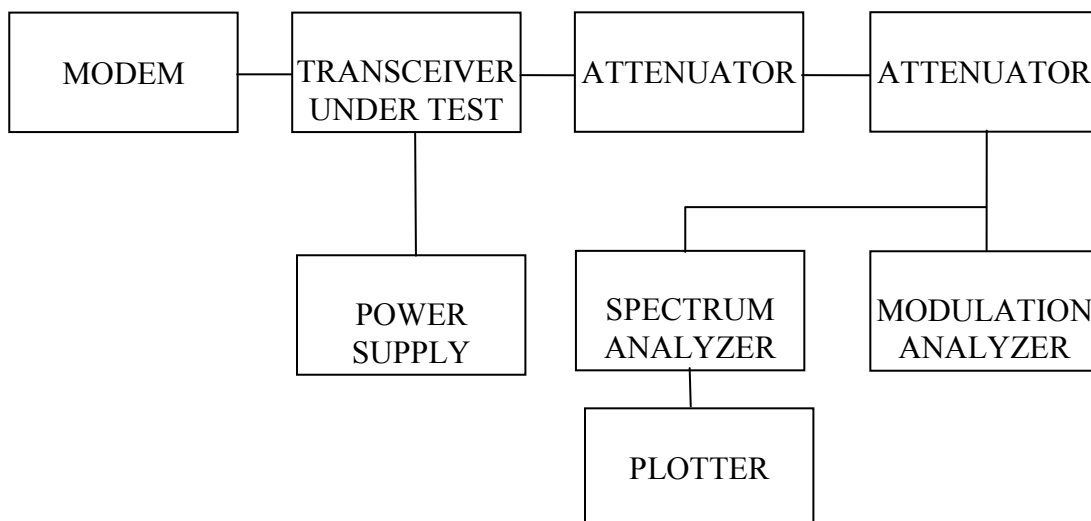 MODEM
TRANSCEIVER
UNDER TEST
ATTENUATOR
ATTENUATOR
POWER
SUPPLY
SPECTRUM
ANALYZER
MODULATION
ANALYZER
PLOTTER